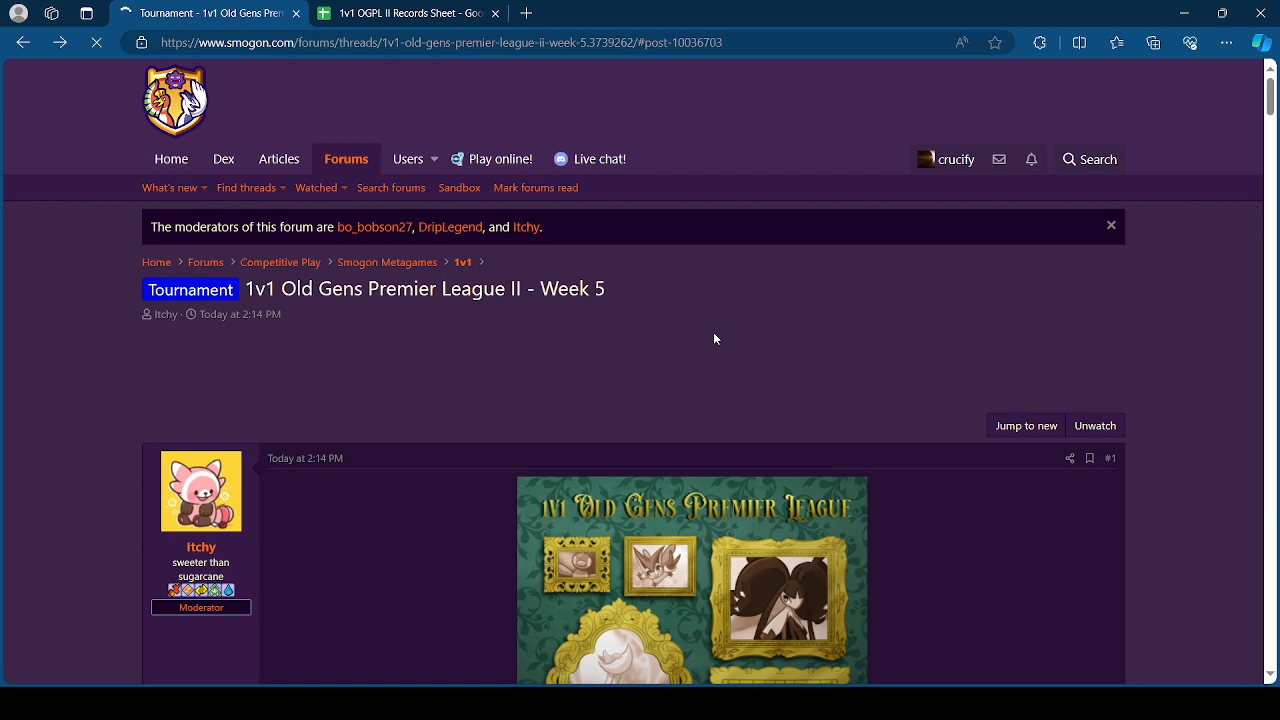 Tournament - 1v1 Old Gens Prem
1v1 OGPL II Records Sheet - Goo
https://www.smogon.com/forums/threads/1v1-old-gens-premier-league-ii-week-5.3739262/#post-10036703
Home Dex Articles Forums Users Play online! Live chat! crucify Search
What's new Find threads Watched Search forums Sandbox Mark forums read
The moderators of this forum are bo_bobson27, DripLegend, and Itchy.
Home > Forums > Competitive Play > Smogon Metagames > 1v1 >
Tournament 1v1 Old Gens Premier League II - Week 5
Itchy · Today at 2:14 PM
Jump to new Unwatch
Today at 2:14 PM #1
1v1 Old Gens Premier League
Itchy
sweeter than
sugarcane
Moderator